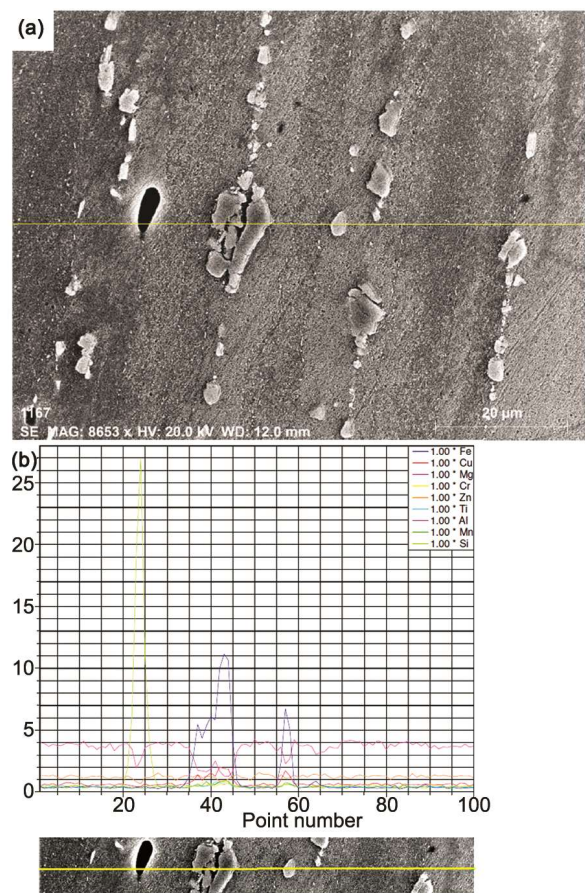 (a)
1167
SE MAG: 8653 x HV: 20.0 kV WD: 12.0 mm
20 µm
(b)
1.00 * Fe
1.00 * Cu
1.00 * Mg
1.00 * Cr
1.00 * Zn
1.00 * Ti
1.00 * Al
1.00 * Mn
1.00 * Si
25
20
15
10
5
0
20 40 60 80 100
Point number